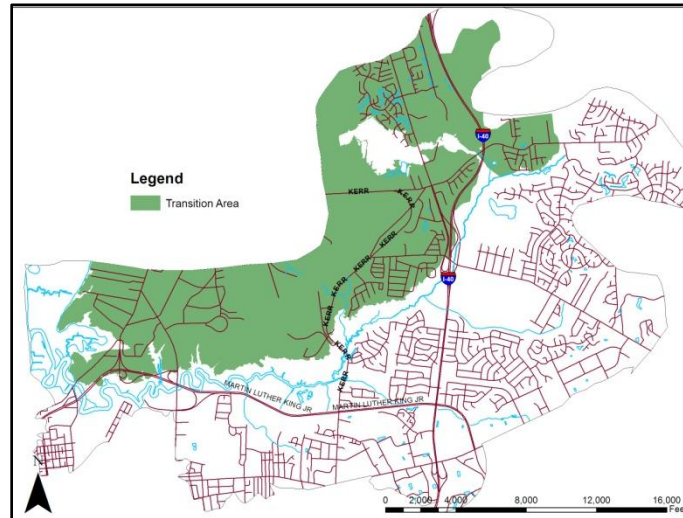 I-40
Legend
Transition Area
KERR
KERR
KERR
KERR
KERR
KERR
I-40
KERR
KERR
MARTIN LUTHER KING JR
MARTIN LUTHER KING JR
N
0 2,000 4,000 8,000 12,000 16,000
Feet